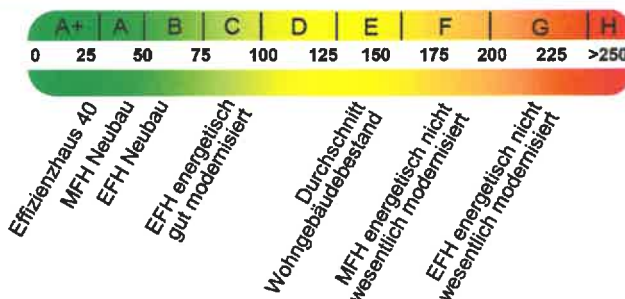 A+ A B C D E F G H
0 25 50 75 100 125 150 175 200 225 >250
Effizienzhaus 40
MFH Neubau
EFH Neubau
EFH energetisch
gut modernisiert
Durchschnitt
Wohngebäudebestand
MFH energetisch nicht
wesentlich modernisiert
EFH energetisch nicht
wesentlich modernisiert